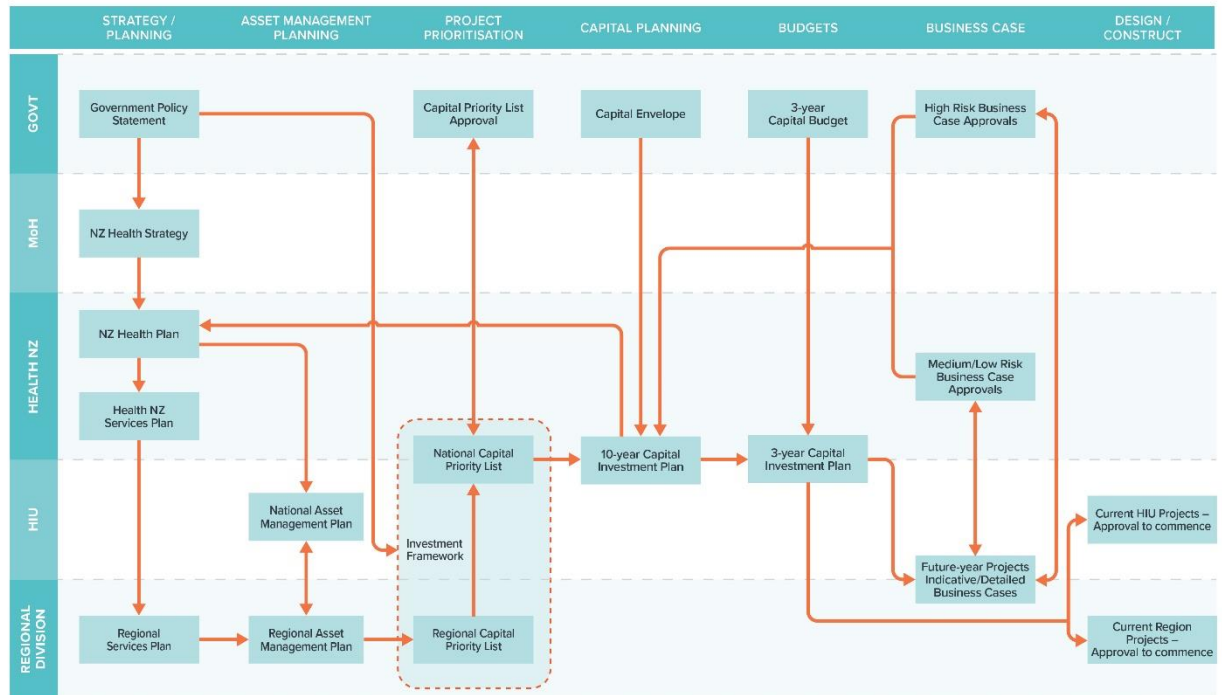 STRATEGY /
PLANNING
ASSET MANAGEMENT
PLANNING
PROJECT
PRIORITISATION
CAPITAL PLANNING
BUDGETS
BUSINESS CASE
DESIGN /
CONSTRUCT
GOVT
Government Policy
Statement
Capital Priority List
Approval
Capital Envelope
3-year
Capital Budget
High Risk Business
Case Approvals
MoH
NZ Health Strategy
HEALTH NZ
NZ Health Plan
Health NZ
Services Plan
Medium/Low Risk
Business Case
Approvals
National Capital
Priority List
10-year Capital
Investment Plan
3-year Capital
Investment Plan
HIU
National Asset
Management Plan
Investment
Framework
Current HIU Projects –
Approval to commence
Future-year Projects
Indicative/Detailed
Business Cases
REGIONAL
DIVISION
Regional
Services Plan
Regional Asset
Management Plan
Regional Capital
Priority List
Current Region
Projects –
Approval to commence